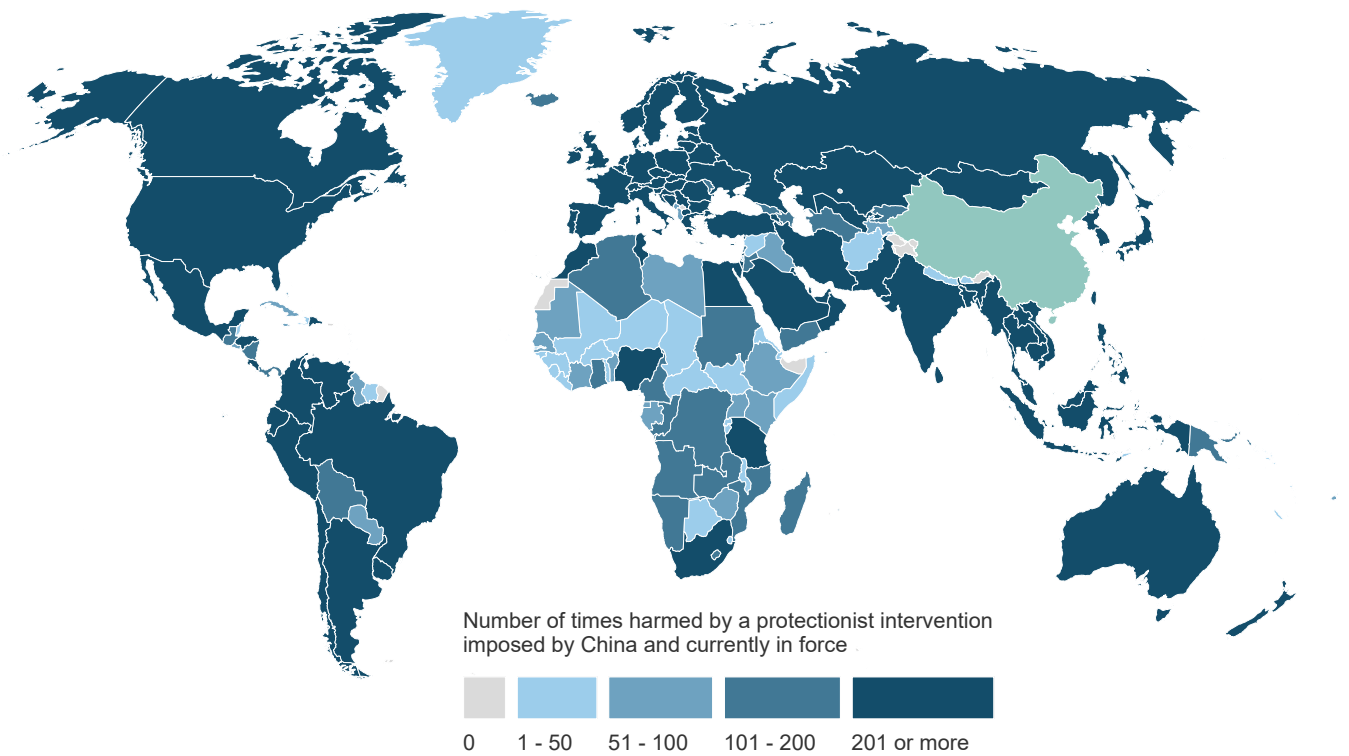 Number of times harmed by a protectionist intervention
imposed by China and currently in force
0
1 - 50
51 - 100
101 - 200
201 or more